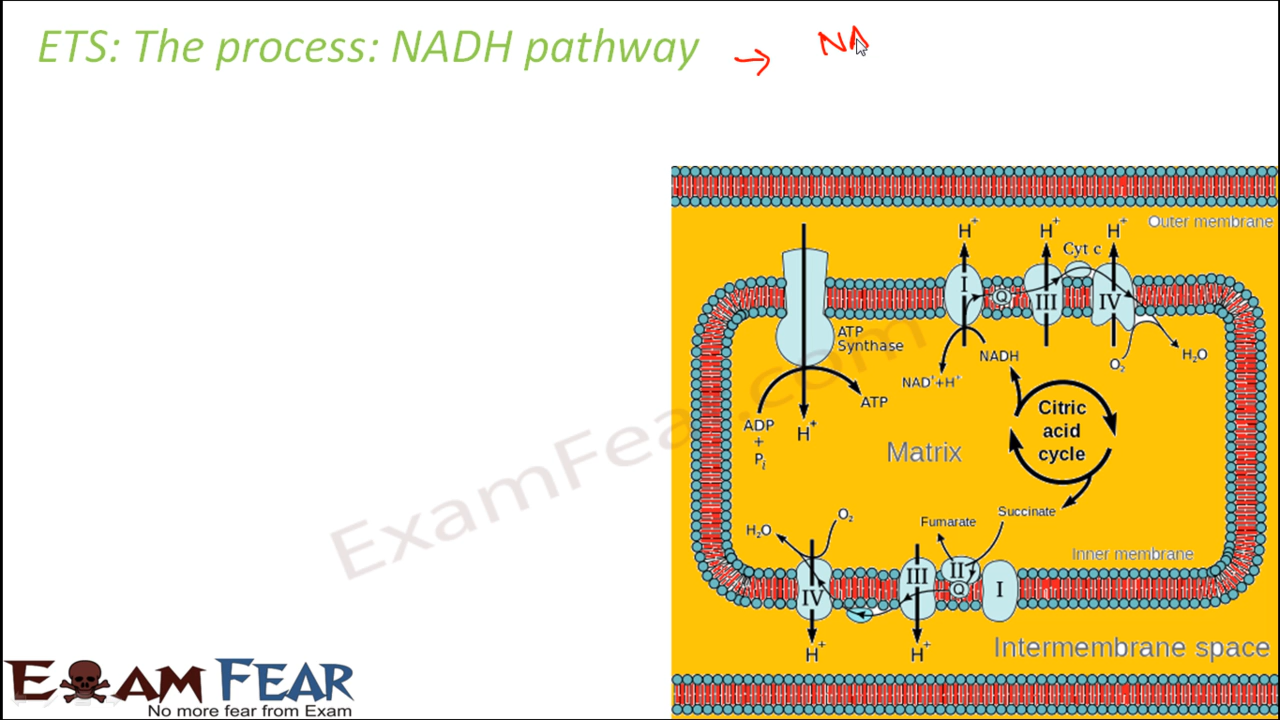 ETS: The process: NADH pathway → NA
Outer membrane
H⁺ H⁺ H⁺
Cyt c
I Q III IV
ATP
Synthase
NADH
O₂
H₂O
NAD⁺+H⁺
ATP
ADP
+
Pᵢ
H⁺
Citric
acid
cycle
Matrix
ExamFear.com
Succinate
Fumarate
O₂
H₂O
Inner membrane
IV III II Q I
H⁺ H⁺
Intermembrane space
EXAM FEAR
No more fear from Exam